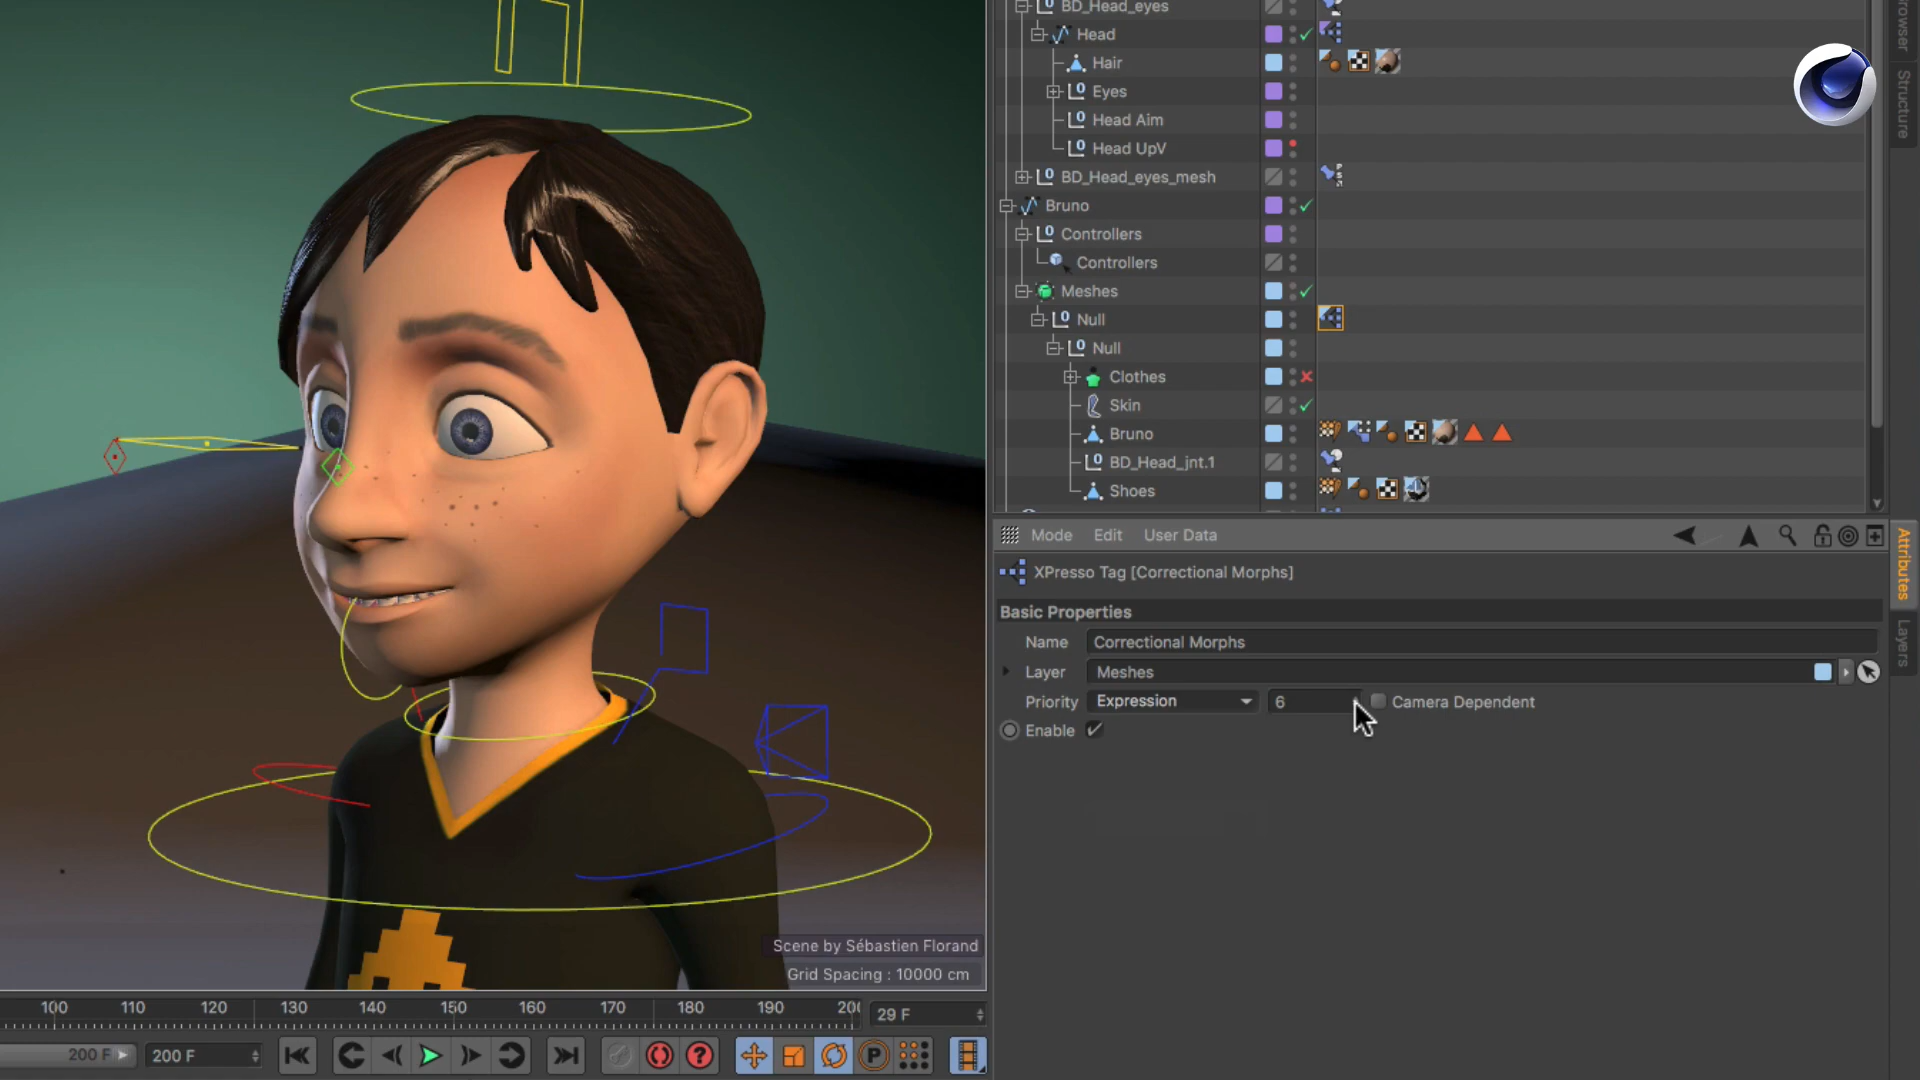 BD_Head_eyes
Head
Hair
Eyes
Head Aim
Head UpV
BD_Head_eyes_mesh
Bruno
Controllers
Controllers
Meshes
Null
Null
Clothes
Skin
Bruno
BD_Head_jnt.1
Shoes
Structure
Mode Edit User Data
XPresso Tag [Correctional Morphs]
Basic Properties
Name Correctional Morphs
Layer Meshes
Priority Expression 6 Camera Dependent
Enable
Attributes
Layers
Scene by Sébastien Florand
Grid Spacing : 10000 cm
100 110 120 130 140 150 160 170 180 190 29 F
200 F 200 F
P